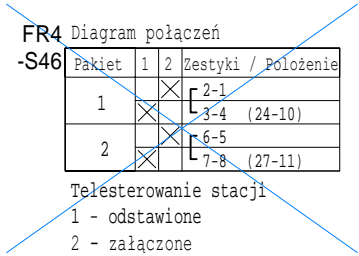 FR4 Diagram połączeń
-S46 Pakiet 1 2 Zestyki / Położenie
1 2-1
3-4 (24-10)
2 6-5
7-8 (27-11)
Telesterowanie stacji
1 - odstawione
2 - załączone